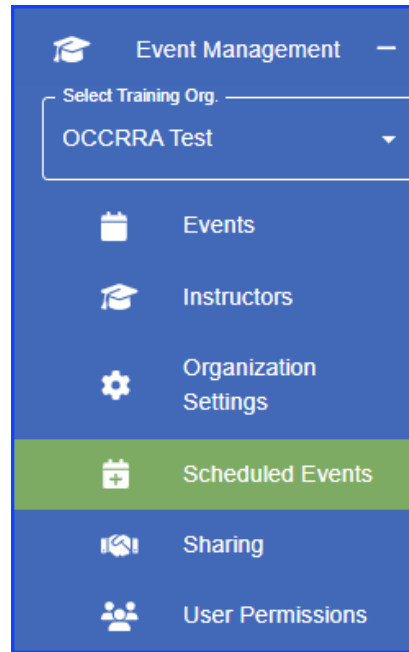 Event Management
Select Training Org.
OCCRRA Test
Events
Instructors
Organization
Settings
Scheduled Events
Sharing
User Permissions